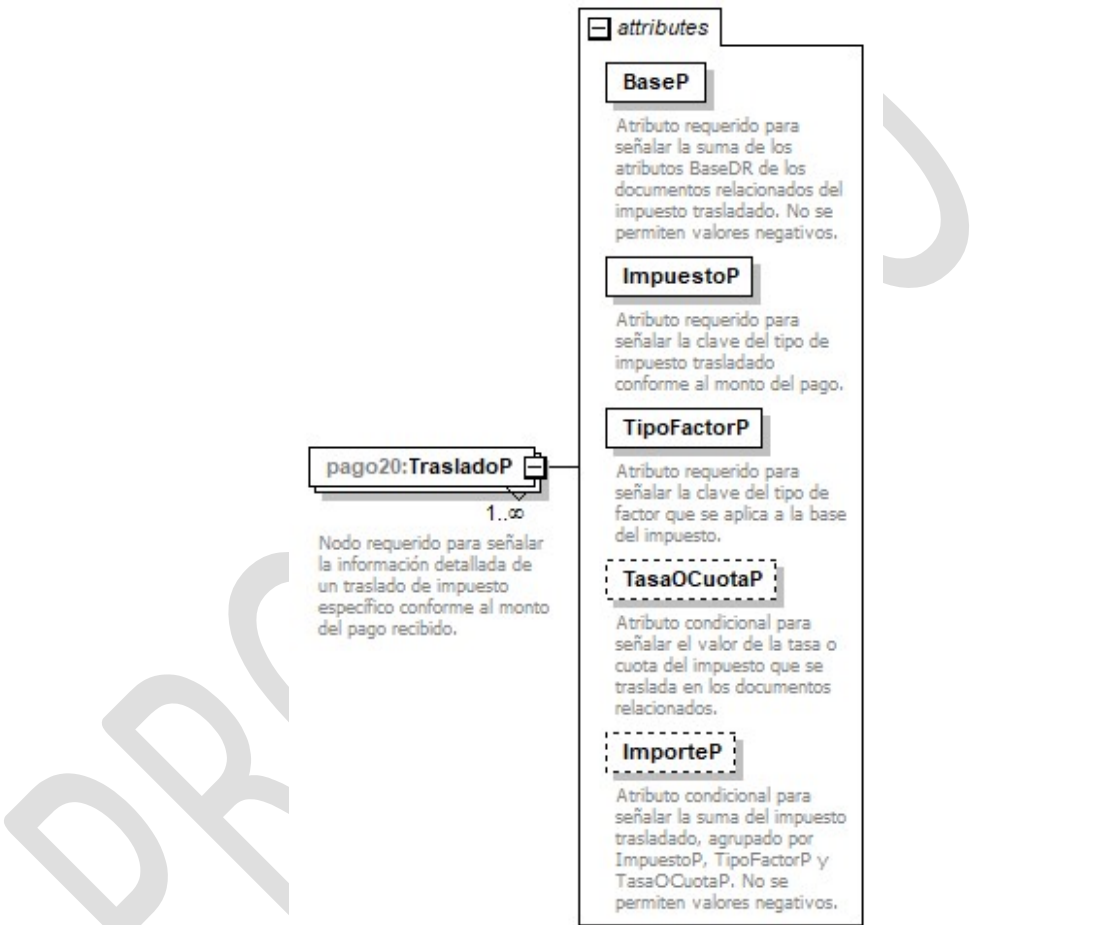 attributes
BaseP
Atributo requerido para
señalar la suma de los
atributos BaseDR de los
documentos relacionados del
impuesto trasladado. No se
permiten valores negativos.
ImpuestoP
Atributo requerido para
señalar la clave del tipo de
impuesto trasladado
conforme al monto del pago.
TipoFactorP
Atributo requerido para
señalar la clave del tipo de
factor que se aplica a la base
del impuesto.
pago20:TrasladoP
1..∞
Nodo requerido para señalar
la información detallada de
un traslado de impuesto
específico conforme al monto
del pago recibido.
TasaOCuotaP
Atributo condicional para
señalar el valor de la tasa o
cuota del impuesto que se
traslada en los documentos
relacionados.
ImporteP
Atributo condicional para
señalar la suma del impuesto
trasladado, agrupado por
ImpuestoP, TipoFactorP y
TasaOCuotaP. No se
permiten valores negativos.